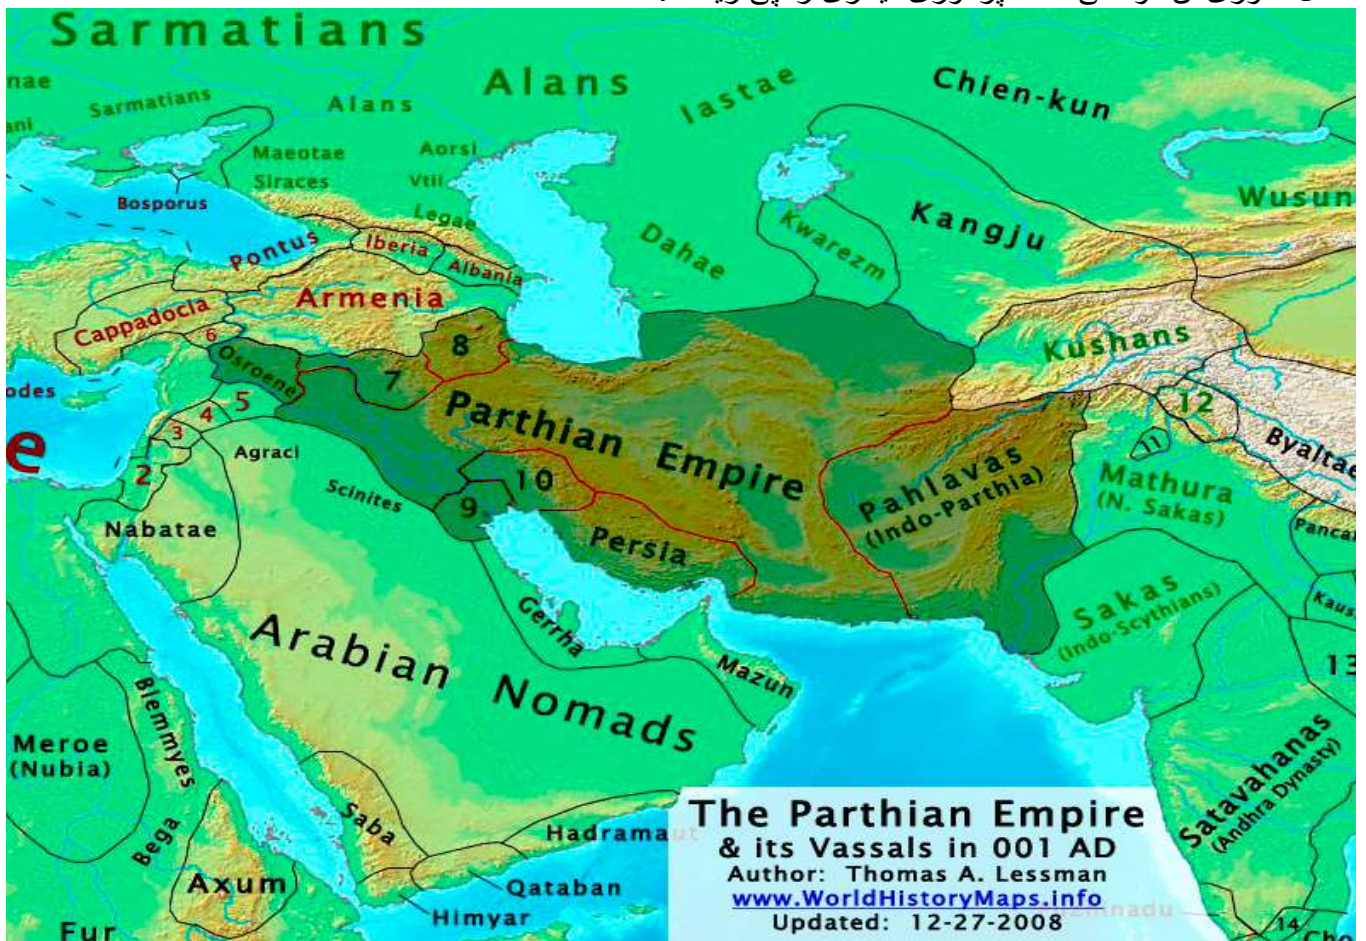 Sarmatians
Alans
Iastae
Chien-kun
nae
Sarmatians
Alans
ani
Maeotae
Aorsi
Siraces
Vtii
Wusun
Bosporus
Legae
Kangju
Kwarezm
Dahae
Pontus
Iberia
Albania
Armenia
Cappadocia
6
8
Kushans
Osroene
7
odes
5
4
12
Parthian Empire
3
11
Byaltae
e
Agraci
2
10
Pahlavas
(Indo-Parthia)
Mathura
(N. Sakas)
Scinites
9
Nabatae
Persia
Pancal
Sakas
(Indo-Scythians)
Kaus
Gerrha
Arabian Nomads
Mazun
13
Blemmyes
Meroe
(Nubia)
Satavahanas
(Andhra Dynasty)
Saba
Bega
Hadramaut
Axum
Qataban
Himyar
Fur
The Parthian Empire
& its Vassals in 001 AD
Author: Thomas A. Lessman
www.WorldHistoryMaps.info
Updated: 12-27-2008
14
Cho